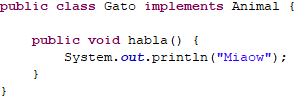 public class Gato implements Animal {
    public void habla() {
        System.out.println("Miaow");
    }
}